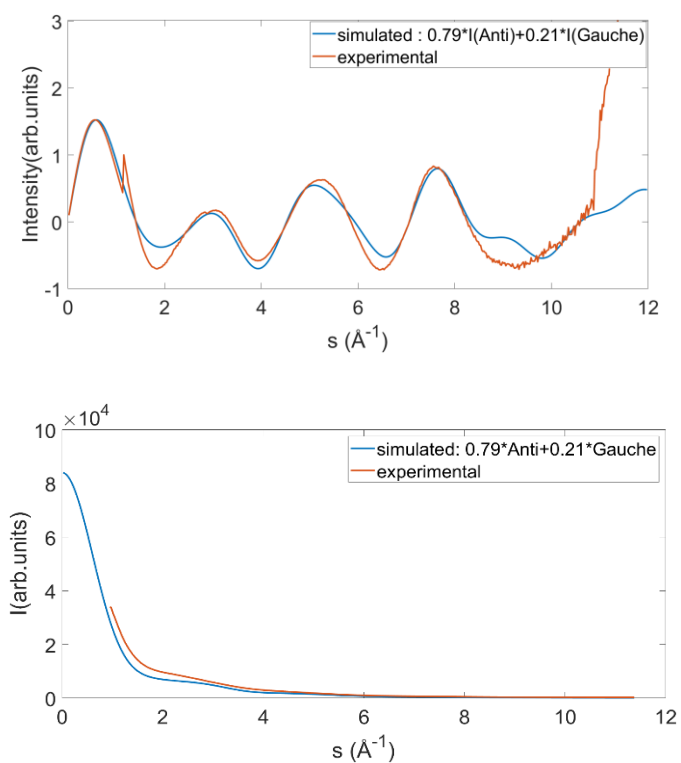 3
2
1
0
-1
Intensity(arb.units)
simulated : 0.79*I(Anti)+0.21*I(Gauche)
experimental
0 2 4 6 8 10 12
s (Å⁻¹)
×10⁴
10
8
6
4
2
0
I(arb.units)
simulated: 0.79*Anti+0.21*Gauche
experimental
0 2 4 6 8 10 12
s (Å⁻¹)